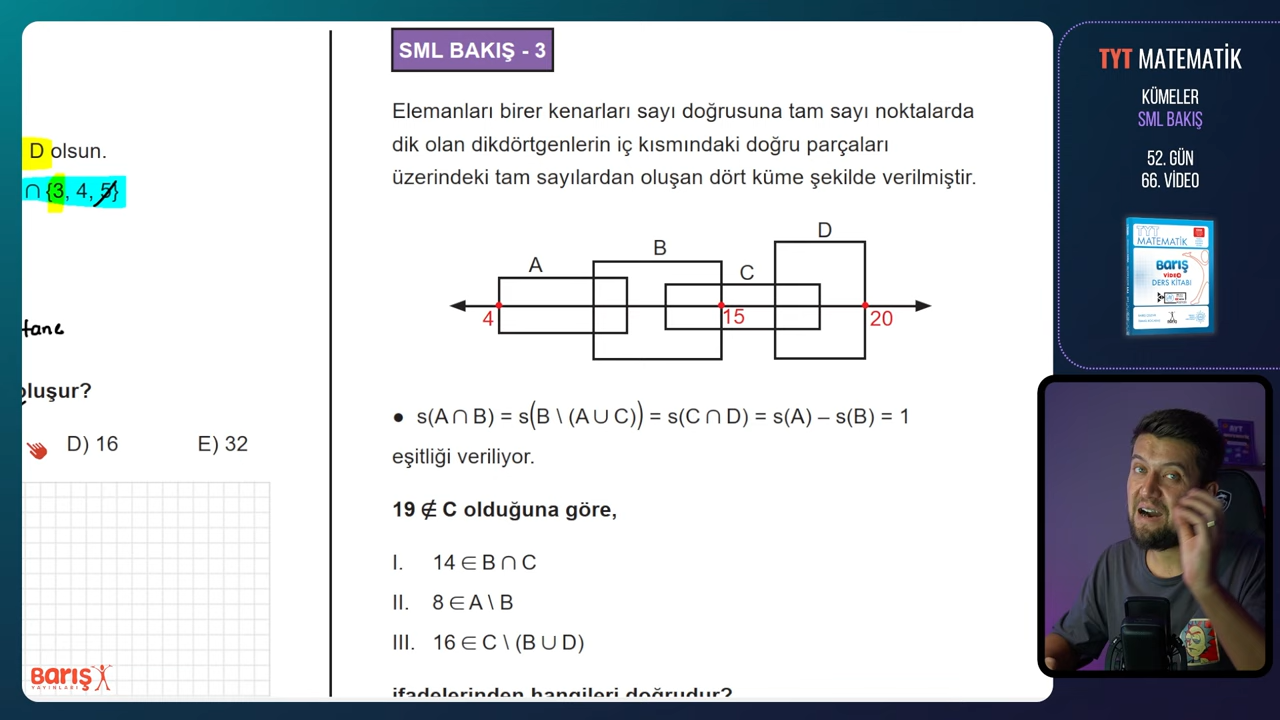 D olsun.
∩ {3, 4, 5}
tane
oluşur?
D) 16 E) 32
BARIŞ
YAYINLARI
SML BAKIŞ - 3
Elemanları birer kenarları sayı doğrusuna tam sayı noktalarda
dik olan dikdörtgenlerin iç kısmındaki doğru parçaları
üzerindeki tam sayılardan oluşan dört küme şekilde verilmiştir.
D
B
A
C
4
15
20
● s(A ∩ B) = s(B \ (A ∪ C)) = s(C ∩ D) = s(A) – s(B) = 1
eşitliği veriliyor.
19 ∉ C olduğuna göre,
I. 14 ∈ B ∩ C
II. 8 ∈ A \ B
III. 16 ∈ C \ (B ∪ D)
ifadelerinden hangileri doğrudur?
TYT MATEMATİK
KÜMELER
SML BAKIŞ
52. GÜN
66. VİDEO
TYT
MATEMATİK
BARIŞ
VİDEO
DERS KİTABI